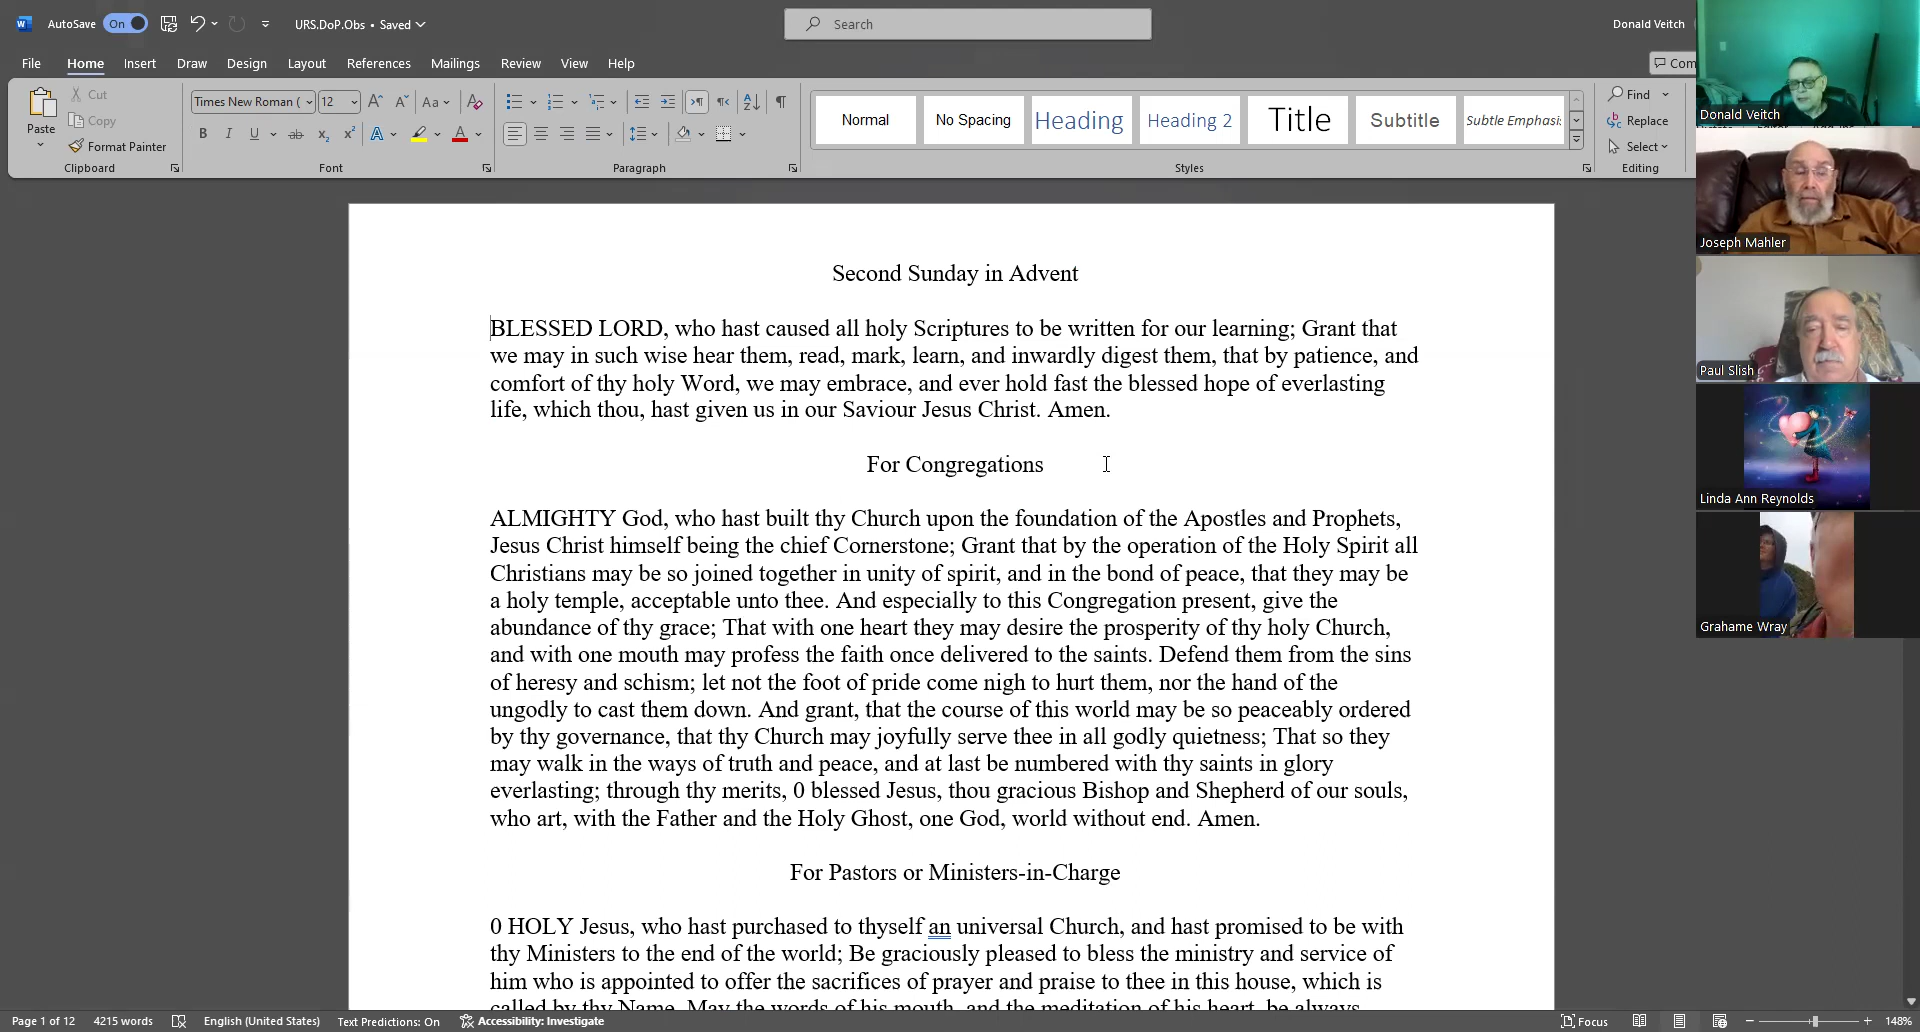 AutoSave On URS.DoP.Obs • Saved Search Donald Veitch
File Home Insert Draw Design Layout References Mailings Review View Help Com
Paste Cut Copy Format Painter
Times New Roman ( 12 Aa
Normal No Spacing Heading Heading 2 Title Subtitle Subtle Emphasi:
Find Replace Select
Clipboard Font Paragraph Styles Editing
Donald Veitch
Joseph Mahler
Paul Slish
Linda Ann Reynolds
Grahame Wray
Second Sunday in Advent
BLESSED LORD, who hast caused all holy Scriptures to be written for our learning; Grant that
we may in such wise hear them, read, mark, learn, and inwardly digest them, that by patience, and
comfort of thy holy Word, we may embrace, and ever hold fast the blessed hope of everlasting
life, which thou, hast given us in our Saviour Jesus Christ. Amen.
For Congregations
ALMIGHTY God, who hast built thy Church upon the foundation of the Apostles and Prophets,
Jesus Christ himself being the chief Cornerstone; Grant that by the operation of the Holy Spirit all
Christians may be so joined together in unity of spirit, and in the bond of peace, that they may be
a holy temple, acceptable unto thee. And especially to this Congregation present, give the
abundance of thy grace; That with one heart they may desire the prosperity of thy holy Church,
and with one mouth may profess the faith once delivered to the saints. Defend them from the sins
of heresy and schism; let not the foot of pride come nigh to hurt them, nor the hand of the
ungodly to cast them down. And grant, that the course of this world may be so peaceably ordered
by thy governance, that thy Church may joyfully serve thee in all godly quietness; That so they
may walk in the ways of truth and peace, and at last be numbered with thy saints in glory
everlasting; through thy merits, 0 blessed Jesus, thou gracious Bishop and Shepherd of our souls,
who art, with the Father and the Holy Ghost, one God, world without end. Amen.
For Pastors or Ministers-in-Charge
0 HOLY Jesus, who hast purchased to thyself an universal Church, and hast promised to be with
thy Ministers to the end of the world; Be graciously pleased to bless the ministry and service of
him who is appointed to offer the sacrifices of prayer and praise to thee in this house, which is
called by thy Name. May the words of his mouth, and the meditation of his heart, be always
Page 1 of 12 4215 words English (United States) Text Predictions: On Accessibility: Investigate Focus 148%